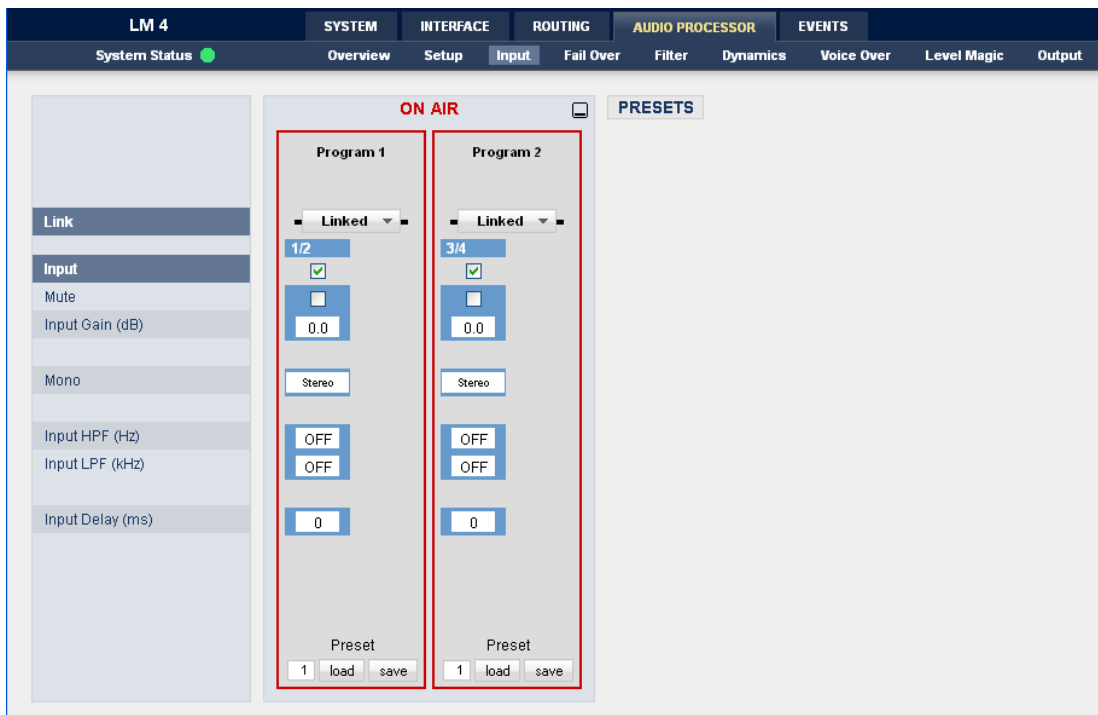 LM 4 SYSTEM INTERFACE ROUTING AUDIO PROCESSOR EVENTS
System Status Overview Setup Input Fail Over Filter Dynamics Voice Over Level Magic Output
ON AIR PRESETS
Program 1 Program 2
Link Linked Linked
1/2 3/4
Input
Mute
Input Gain (dB) 0.0 0.0
Mono Stereo Stereo
Input HPF (Hz) OFF OFF
Input LPF (kHz) OFF OFF
Input Delay (ms) 0 0
Preset Preset
1 load save 1 load save